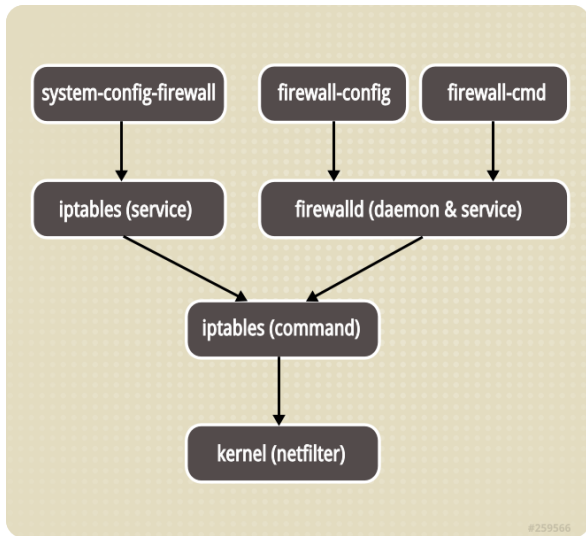 system-config-firewall
firewall-config
firewall-cmd
iptables (service)
firewalld (daemon & service)
iptables (command)
kernel (netfilter)
#259566